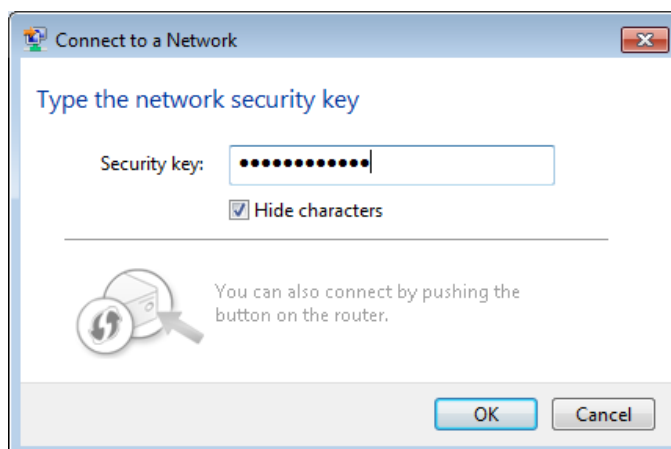 Connect to a Network
Type the network security key
Security key: ●●●●●●●●●●●●
Hide characters
You can also connect by pushing the
button on the router.
OK Cancel